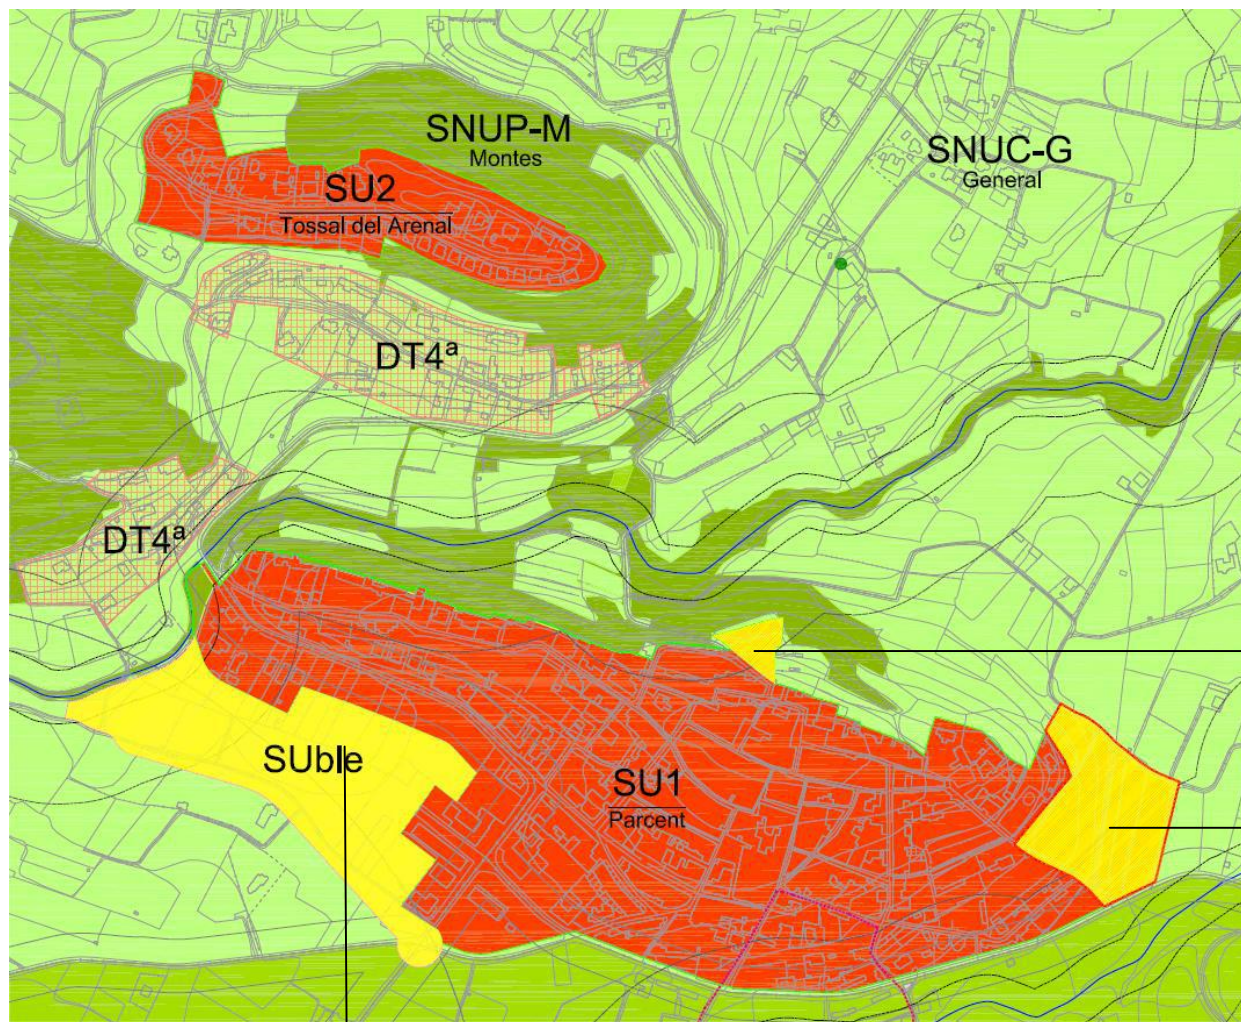 SNUP-M
Montes
SNUC-G
General
SU2
Tossal del Arenal
DT4ª
DT4ª
SUble
SU1
Parcent